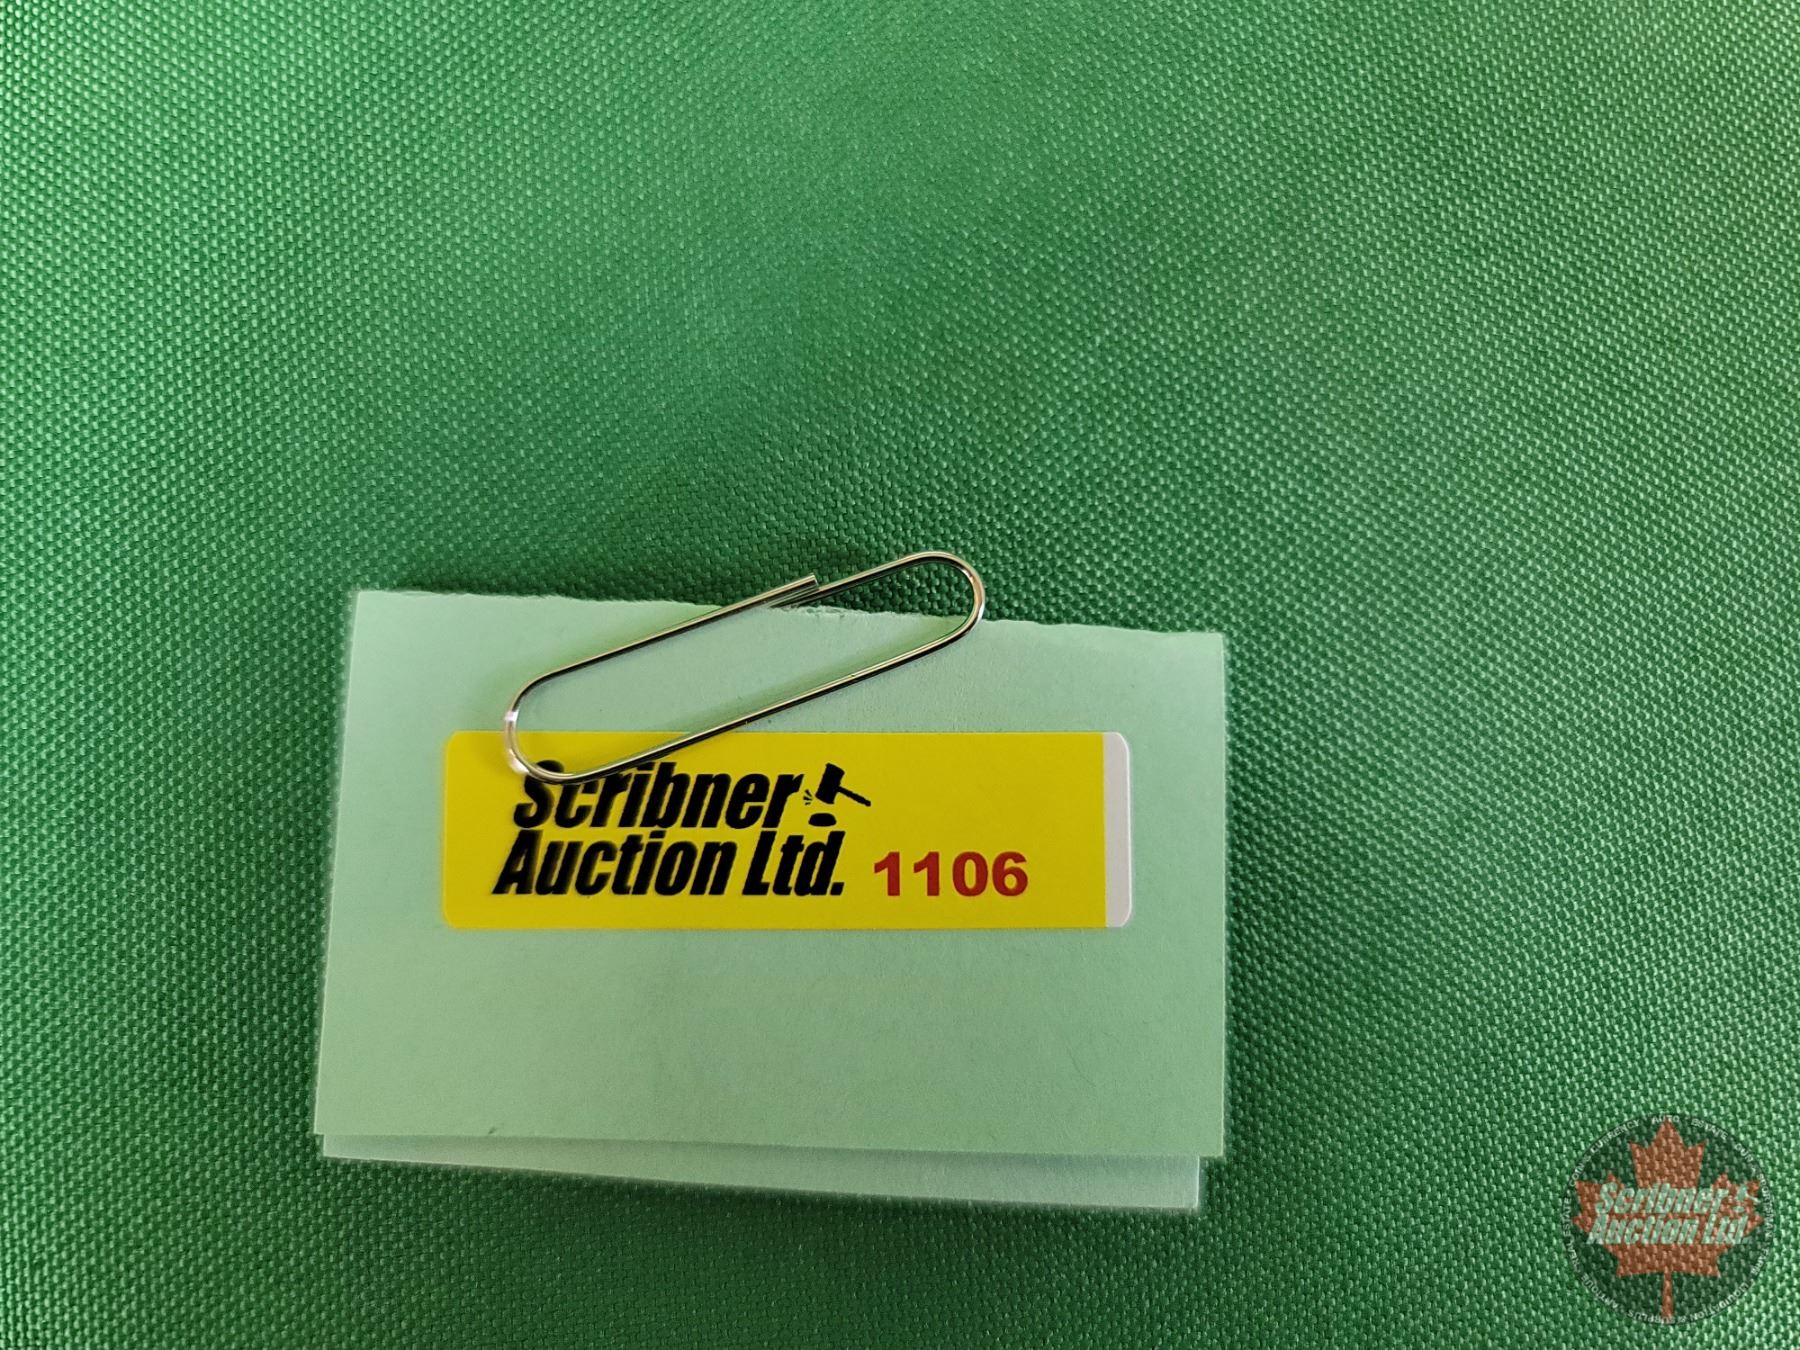 Scribner
Auction Ltd. 1106
Scribner
Auction Ltd.